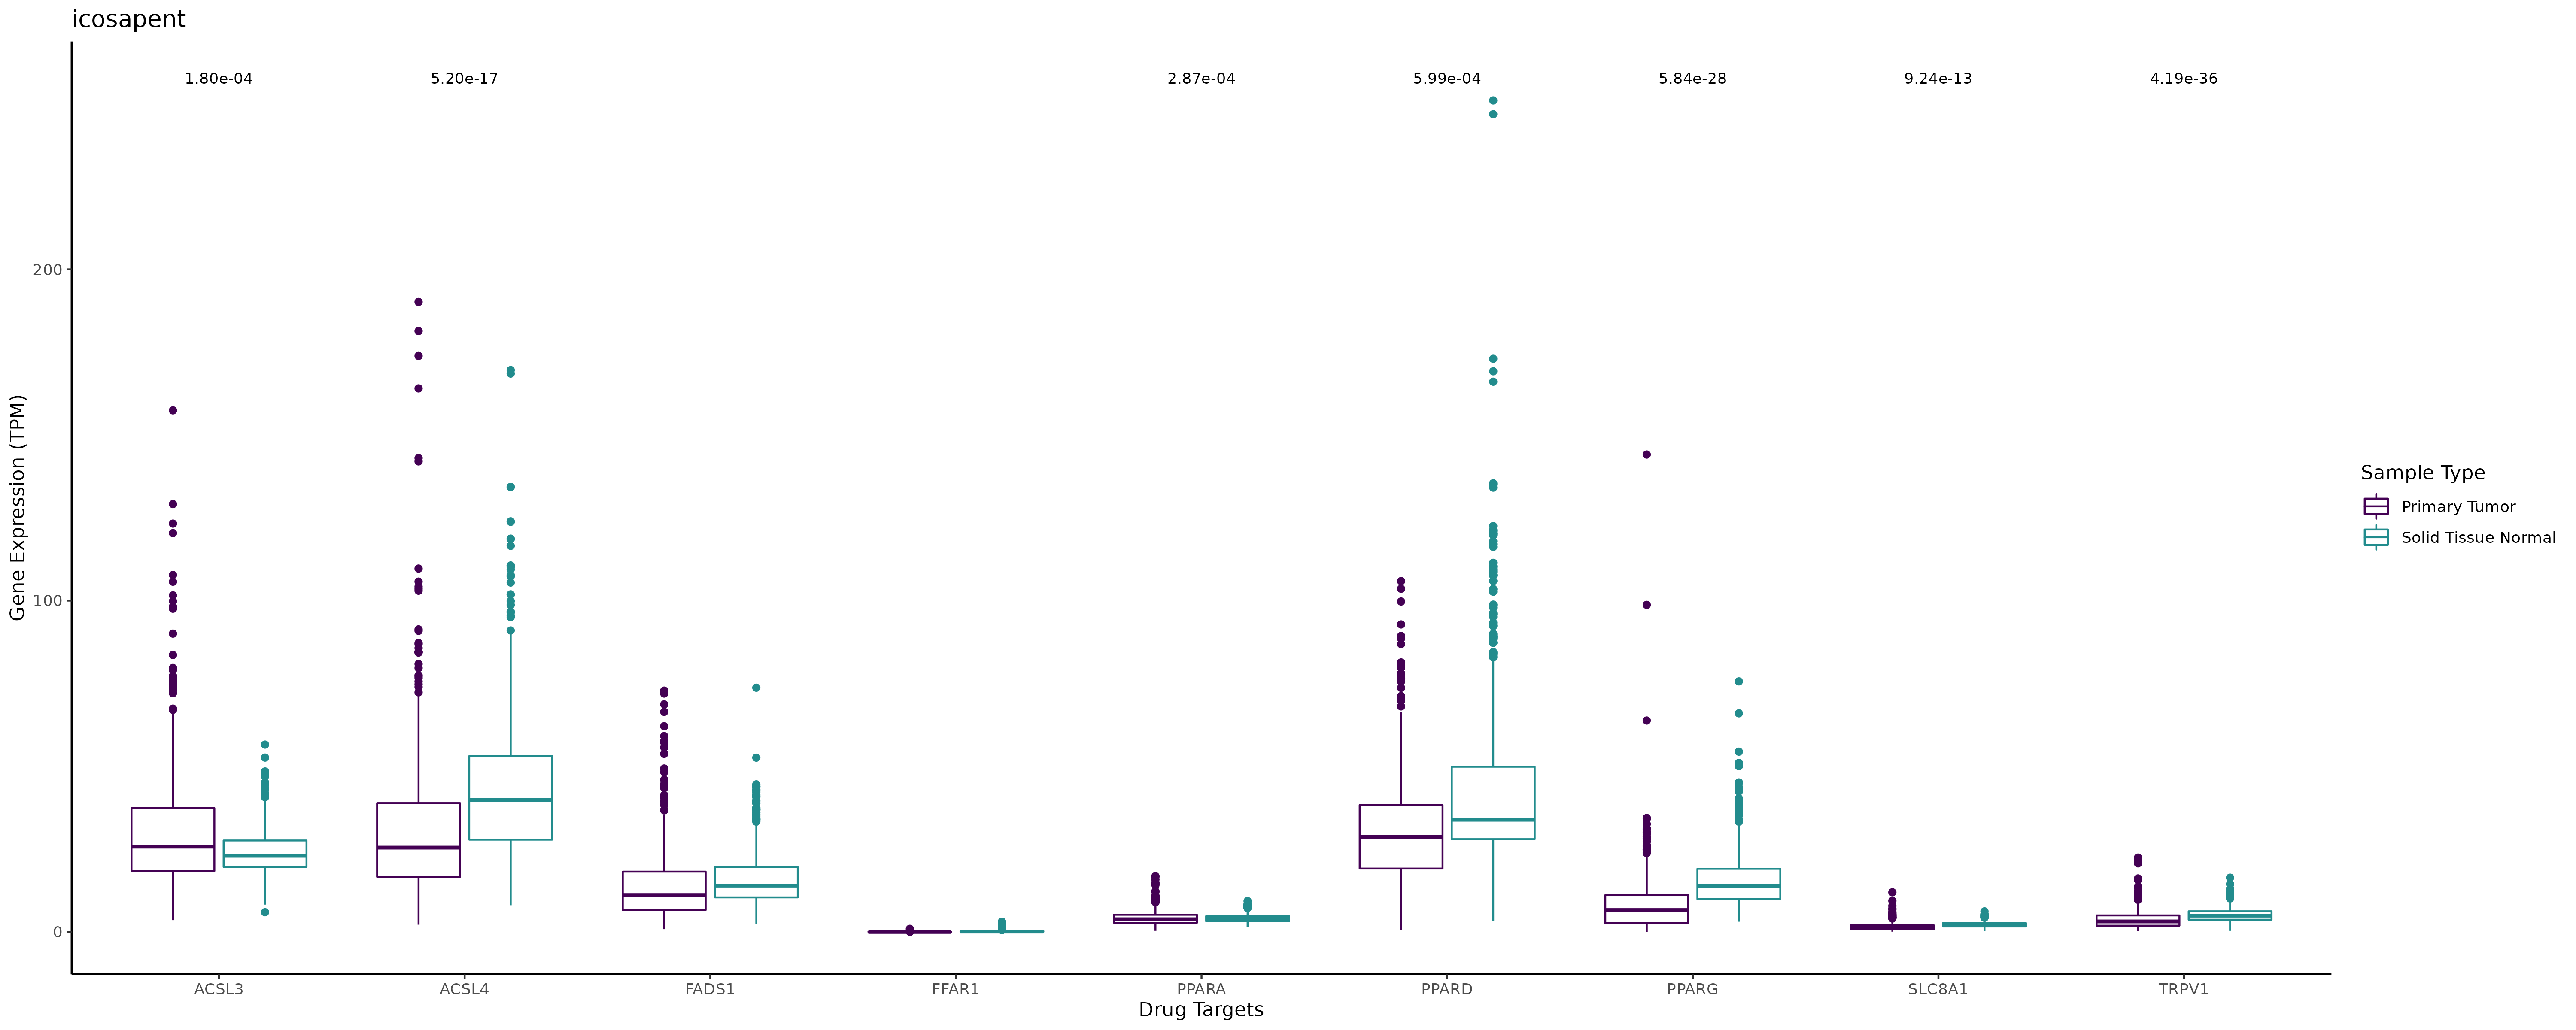 icosapent
1.80e-04 5.20e-17 2.87e-04 5.99e-04 5.84e-28 9.24e-13 4.19e-36
Gene Expression (TPM)
200
100
0
ACSL3 ACSL4 FADS1 FFAR1 PPARA PPARD PPARG SLC8A1 TRPV1
Drug Targets
Sample Type
Primary Tumor
Solid Tissue Normal